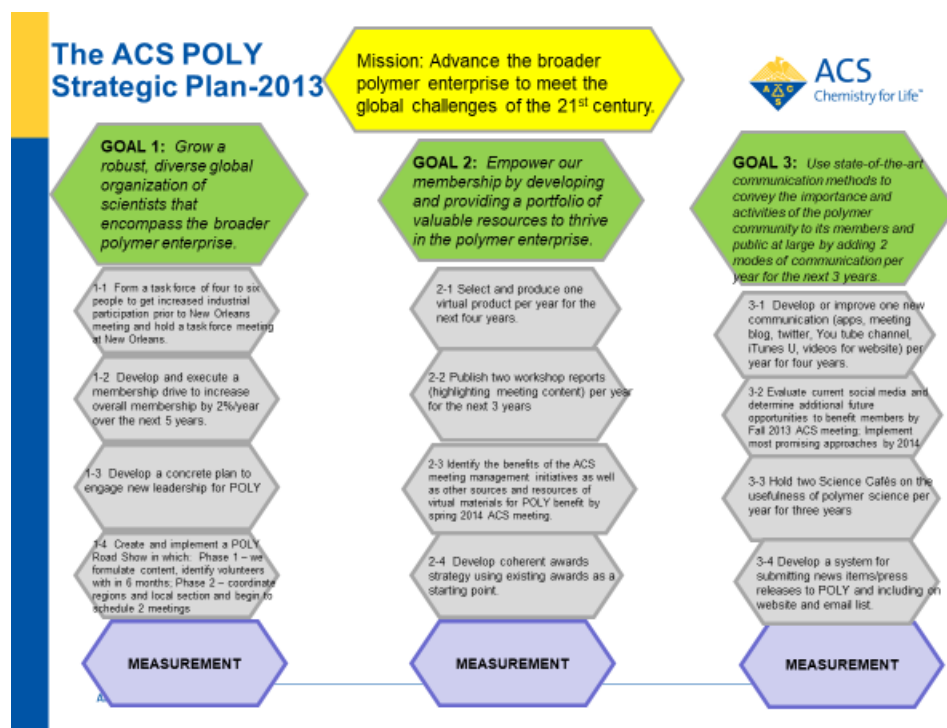 The ACS POLY
Strategic Plan-2013
Mission: Advance the broader
polymer enterprise to meet the
global challenges of the 21st century.
ACS
Chemistry for Life™
A C S
GOAL 1: Grow a
robust, diverse global
organization of
scientists that
encompass the broader
polymer enterprise.
1-1 Form a task force of four to six
people to get increased industrial
participation prior to New Orleans
meeting and hold a task force meeting
at New Orleans.
1-2 Develop and execute a
membership drive to increase
overall membership by 2%/year
over the next 5 years.
1-3 Develop a concrete plan to
engage new leadership for POLY
1-4 Create and implement a POLY
Road Show in which: Phase 1 – we
formulate content, identify volunteers
with in 6 months; Phase 2 – coordinate
regions and local section and begin to
schedule 2 meetings
MEASUREMENT
GOAL 2: Empower our
membership by developing
and providing a portfolio of
valuable resources to thrive
in the polymer enterprise.
2-1 Select and produce one
virtual product per year for the
next four years.
2-2 Publish two workshop reports
(highlighting meeting content) per year
for the next 3 years
2-3 Identify the benefits of the ACS
meeting management initiatives as well
as other sources and resources of
virtual materials for POLY benefit by
spring 2014 ACS meeting.
2-4 Develop coherent awards
strategy using existing awards as a
starting point.
MEASUREMENT
GOAL 3: Use state-of-the-art
communication methods to
convey the importance and
activities of the polymer
community to its members and
public at large by adding 2
modes of communication per
year for the next 3 years.
3-1 Develop or improve one new
communication (apps, meeting
blog, twitter, You tube channel,
iTunes U, videos for website) per
year for four years.
3-2 Evaluate current social media and
determine additional future
opportunities to benefit members by
Fall 2013 ACS meeting; Implement
most promising approaches by 2014
3-3 Hold two Science Cafés on the
usefulness of polymer science per
year for three years
3-4 Develop a system for
submitting news items/press
releases to POLY and including on
website and email list.
MEASUREMENT